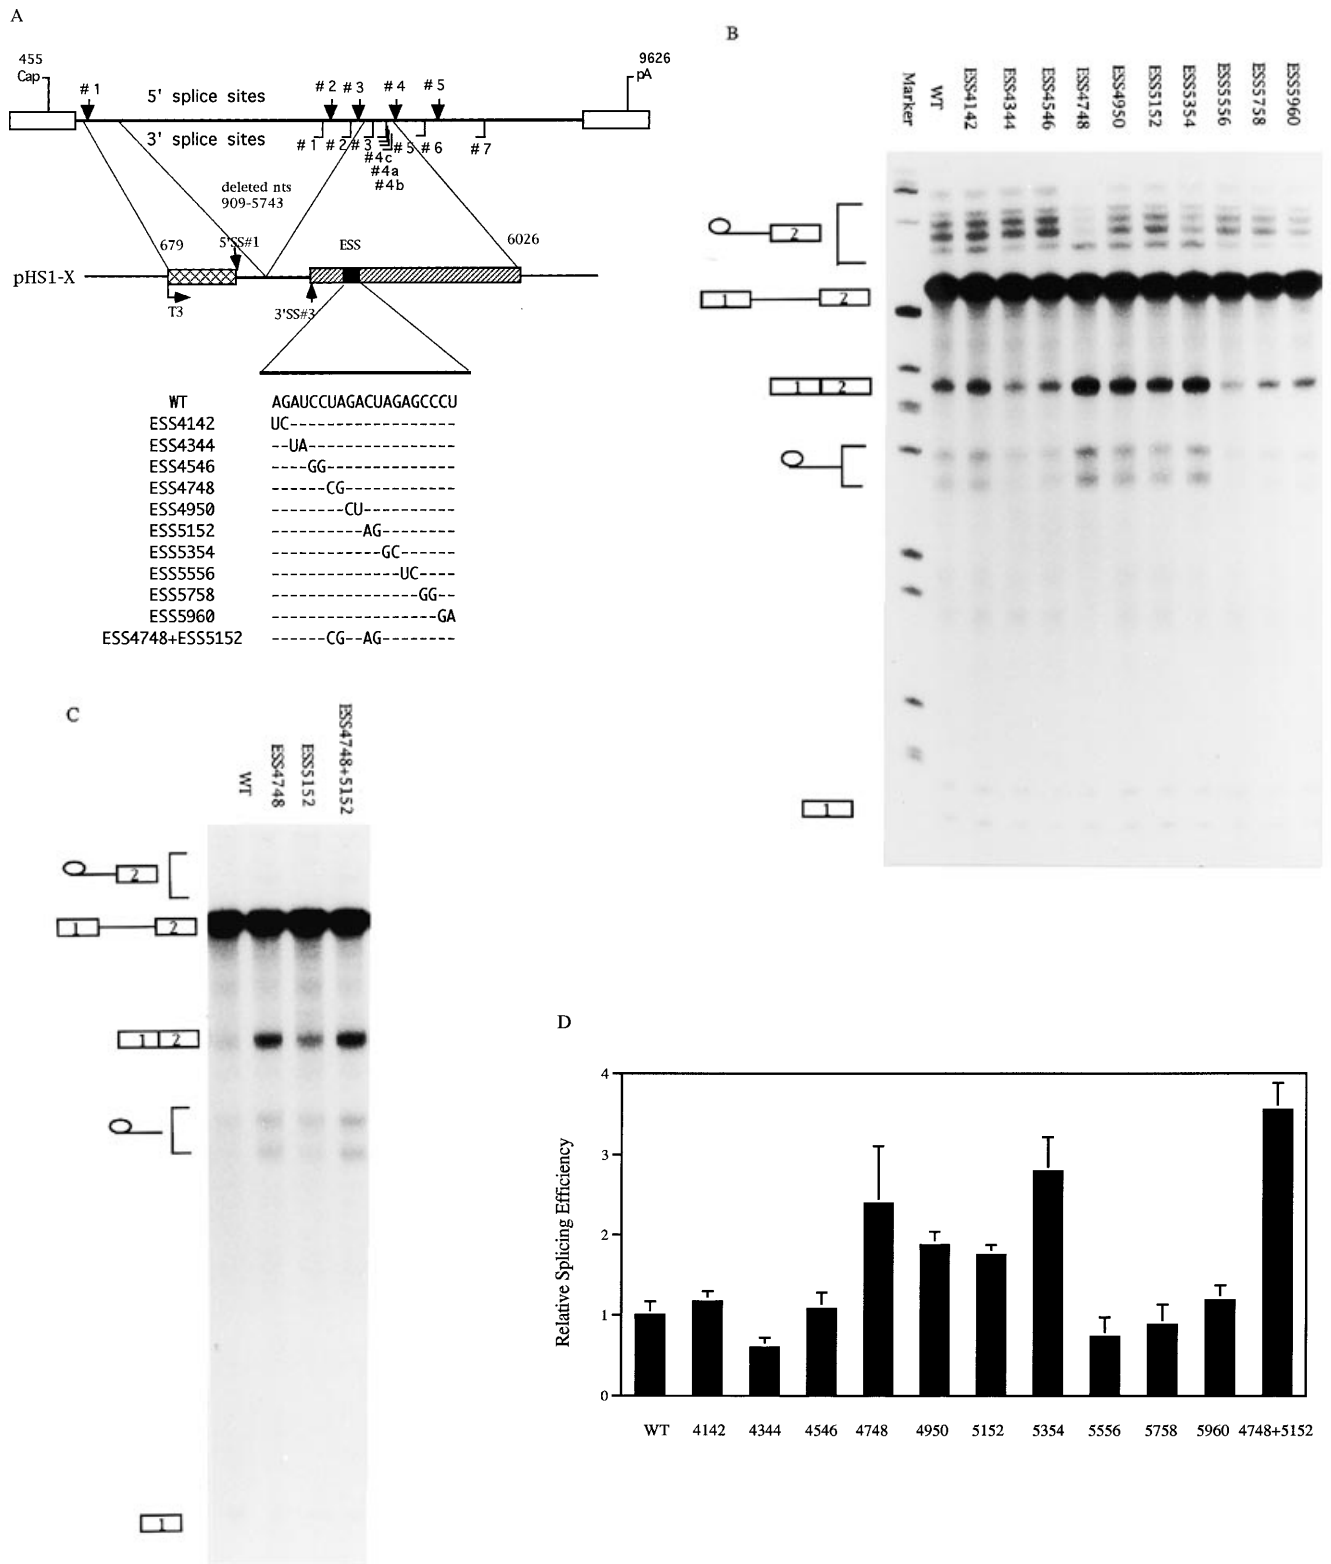 A
455
Cap
9626
pA
#1
5' splice sites
#2
#3
#4
#5
3' splice sites
#1
#2
#3
#4c
#4a
#4b
#5
#6
#7
deleted nts
909-5743
679
5'SS#1
ESS
6026
pHS1-X
T3
3'SS#3
WT AGAUCCUAGACUAGAGCCCU
ESS4142 UC------------------
ESS4344 --UA----------------
ESS4546 ----GG--------------
ESS4748 ------CG------------
ESS4950 --------CU----------
ESS5152 ----------AG--------
ESS5354 ------------GC------
ESS5556 --------------UC----
ESS5758 ----------------GG--
ESS5960 ------------------GA
ESS4748+ESS5152 ------CG--AG--------
B
Marker
WT
ESS4142
ESS4344
ESS4546
ESS4748
ESS4950
ESS5152
ESS5354
ESS5556
ESS5758
ESS5960
2
1 2
1 2
1
C
WT
ESS4748
ESS5152
ESS4748+5152
2
1 2
1 2
1
D
Relative Splicing Efficiency
4
3
2
1
0
WT 4142 4344 4546 4748 4950 5152 5354 5556 5758 5960 4748+5152